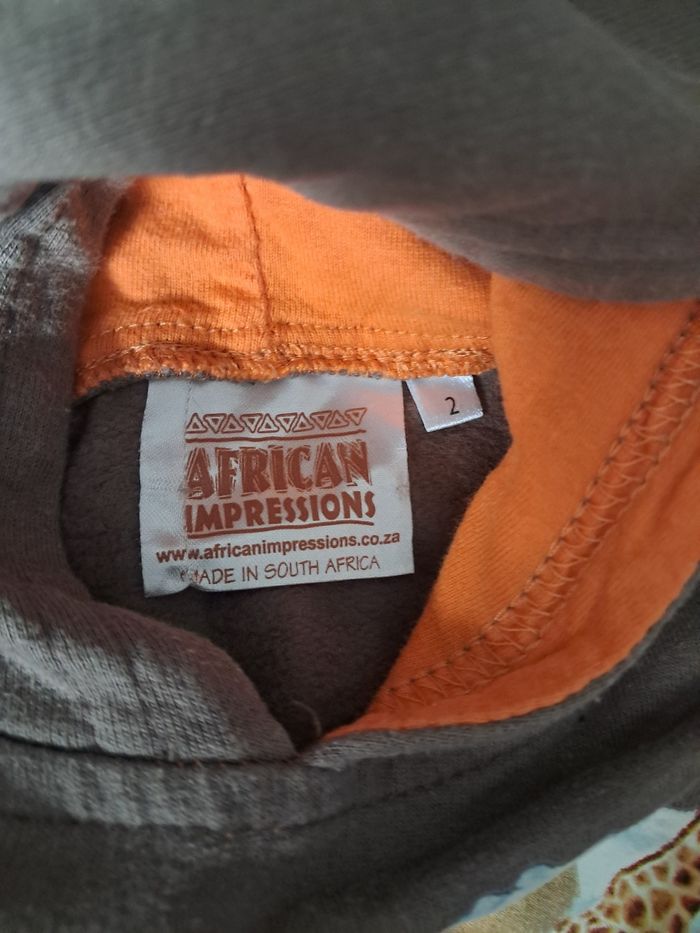 AFRICAN
IMPRESSIONS
www.africanimpressions.co.za
MADE IN SOUTH AFRICA
2